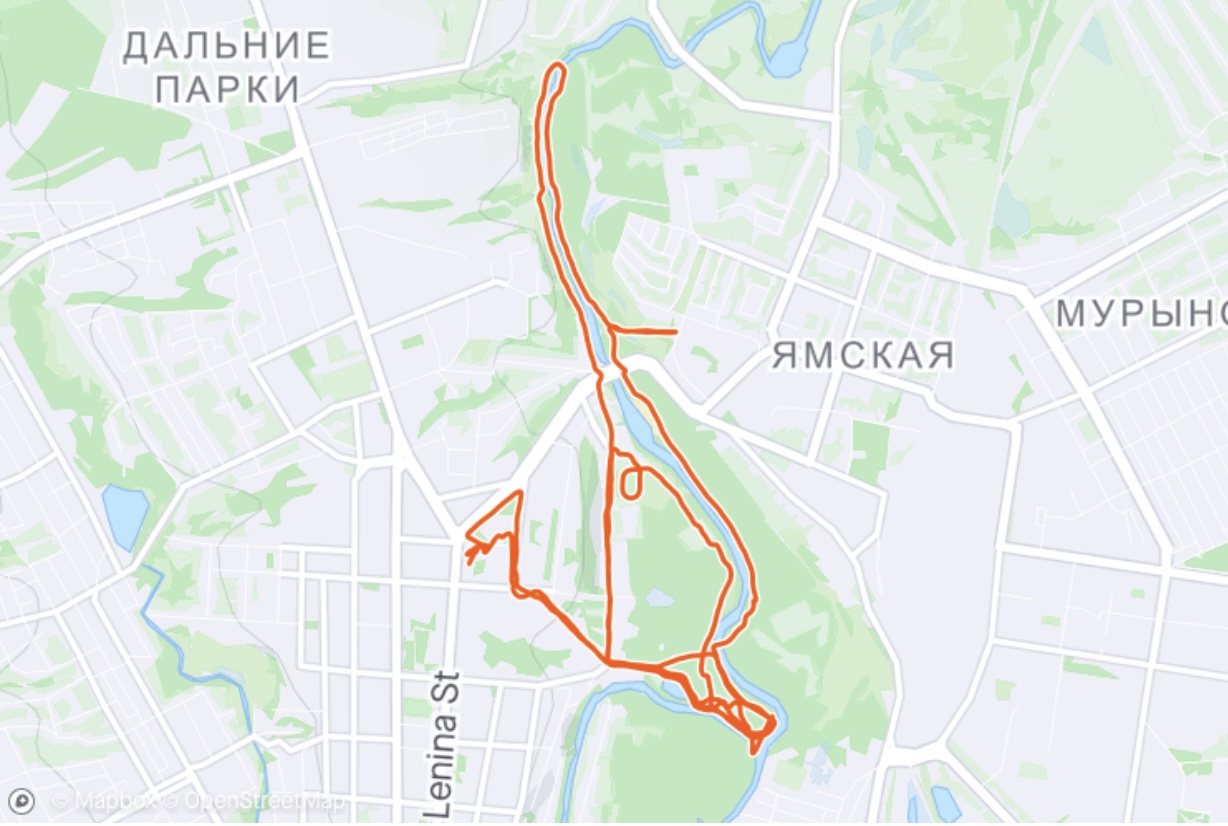 ДАЛЬНИЕ
ПАРКИ
МУРЫНО
ЯМСКАЯ
Lenina St
© Mapbox © OpenStreetMap